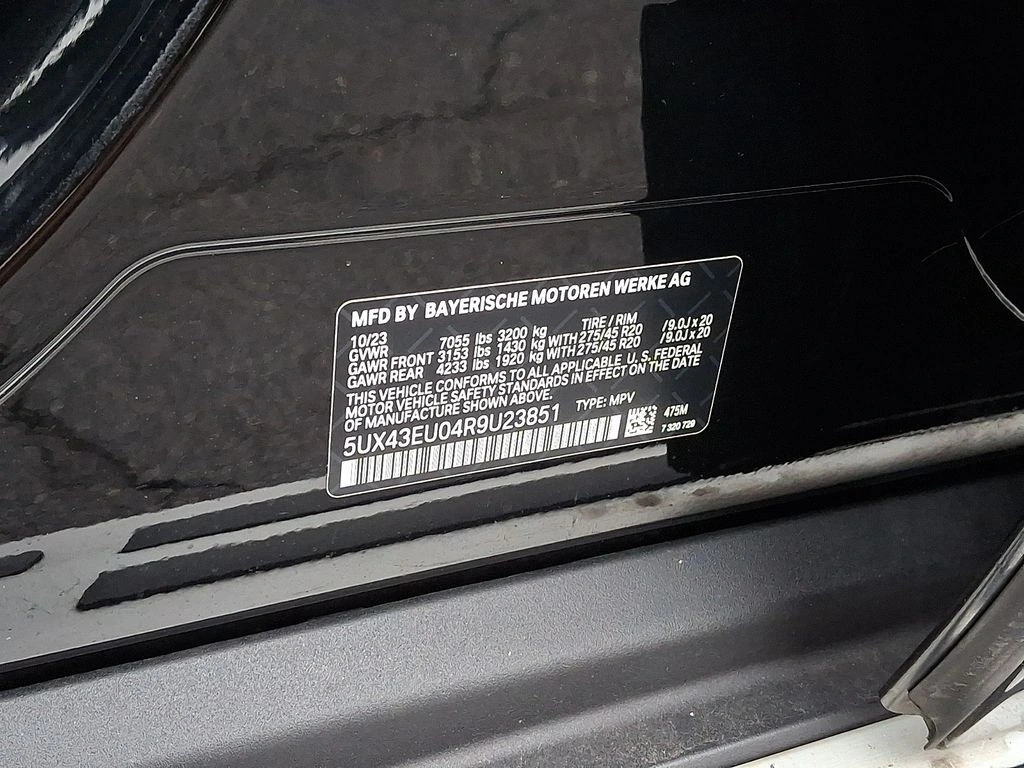 MFD BY BAYERISCHE MOTOREN WERKE AG
10/23 TIRE / RIM
GVWR 7055 lbs 3200 kg
GAWR FRONT 3153 lbs 1430 kg WITH 275/45 R20 /9.0J x 20
GAWR REAR 4233 lbs 1920 kg WITH 275/45 R20 /9.0J x 20
THIS VEHICLE CONFORMS TO ALL APPLICABLE U.S. FEDERAL
MOTOR VEHICLE SAFETY STANDARDS IN EFFECT ON THE DATE
OF MANUFACTURE SHOWN ABOVE. TYPE: MPV
5UX43EU04R9U23851
475M
7 320 729